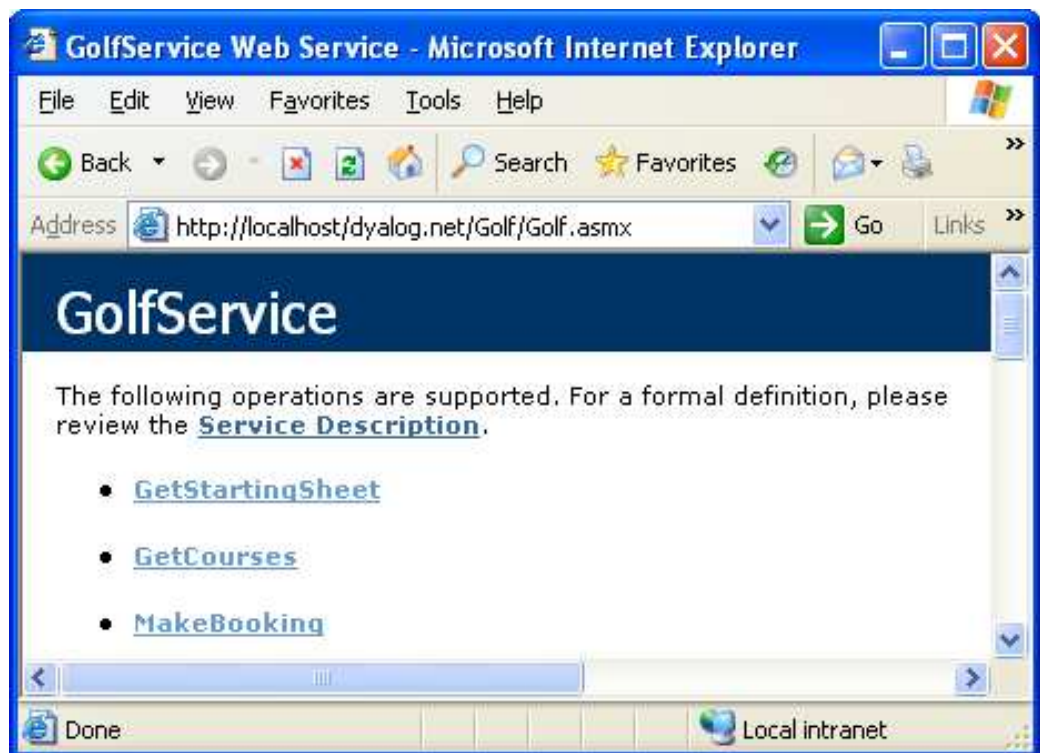 GolfService Web Service - Microsoft Internet Explorer
File Edit View Favorites Tools Help
Back Search Favorites »
Address http://localhost/dyalog.net/Golf/Golf.asmx Go Links »
GolfService
The following operations are supported. For a formal definition, please
review the Service Description.
• GetStartingSheet
• GetCourses
• MakeBooking
Done Local intranet